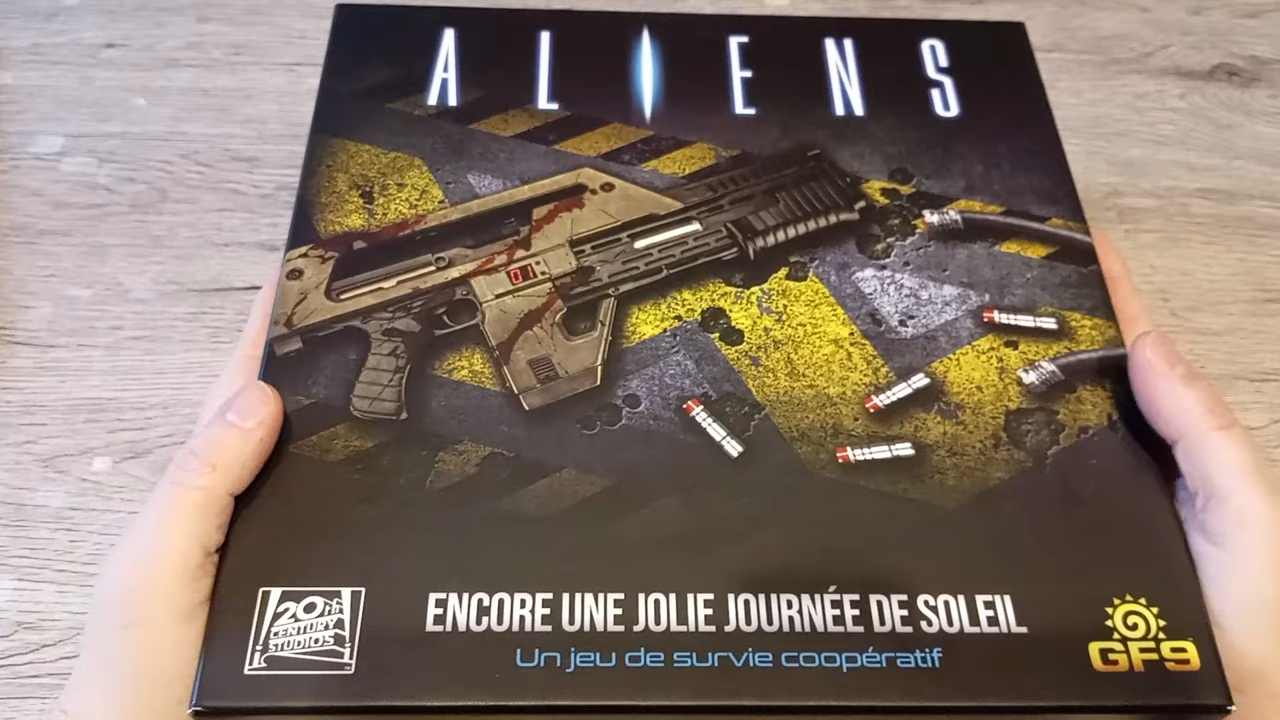 ALIENS
01
ENCORE UNE JOLIE JOURNÉE DE SOLEIL
Un jeu de survie coopératif
20th
CENTURY
STUDIOS
GF9